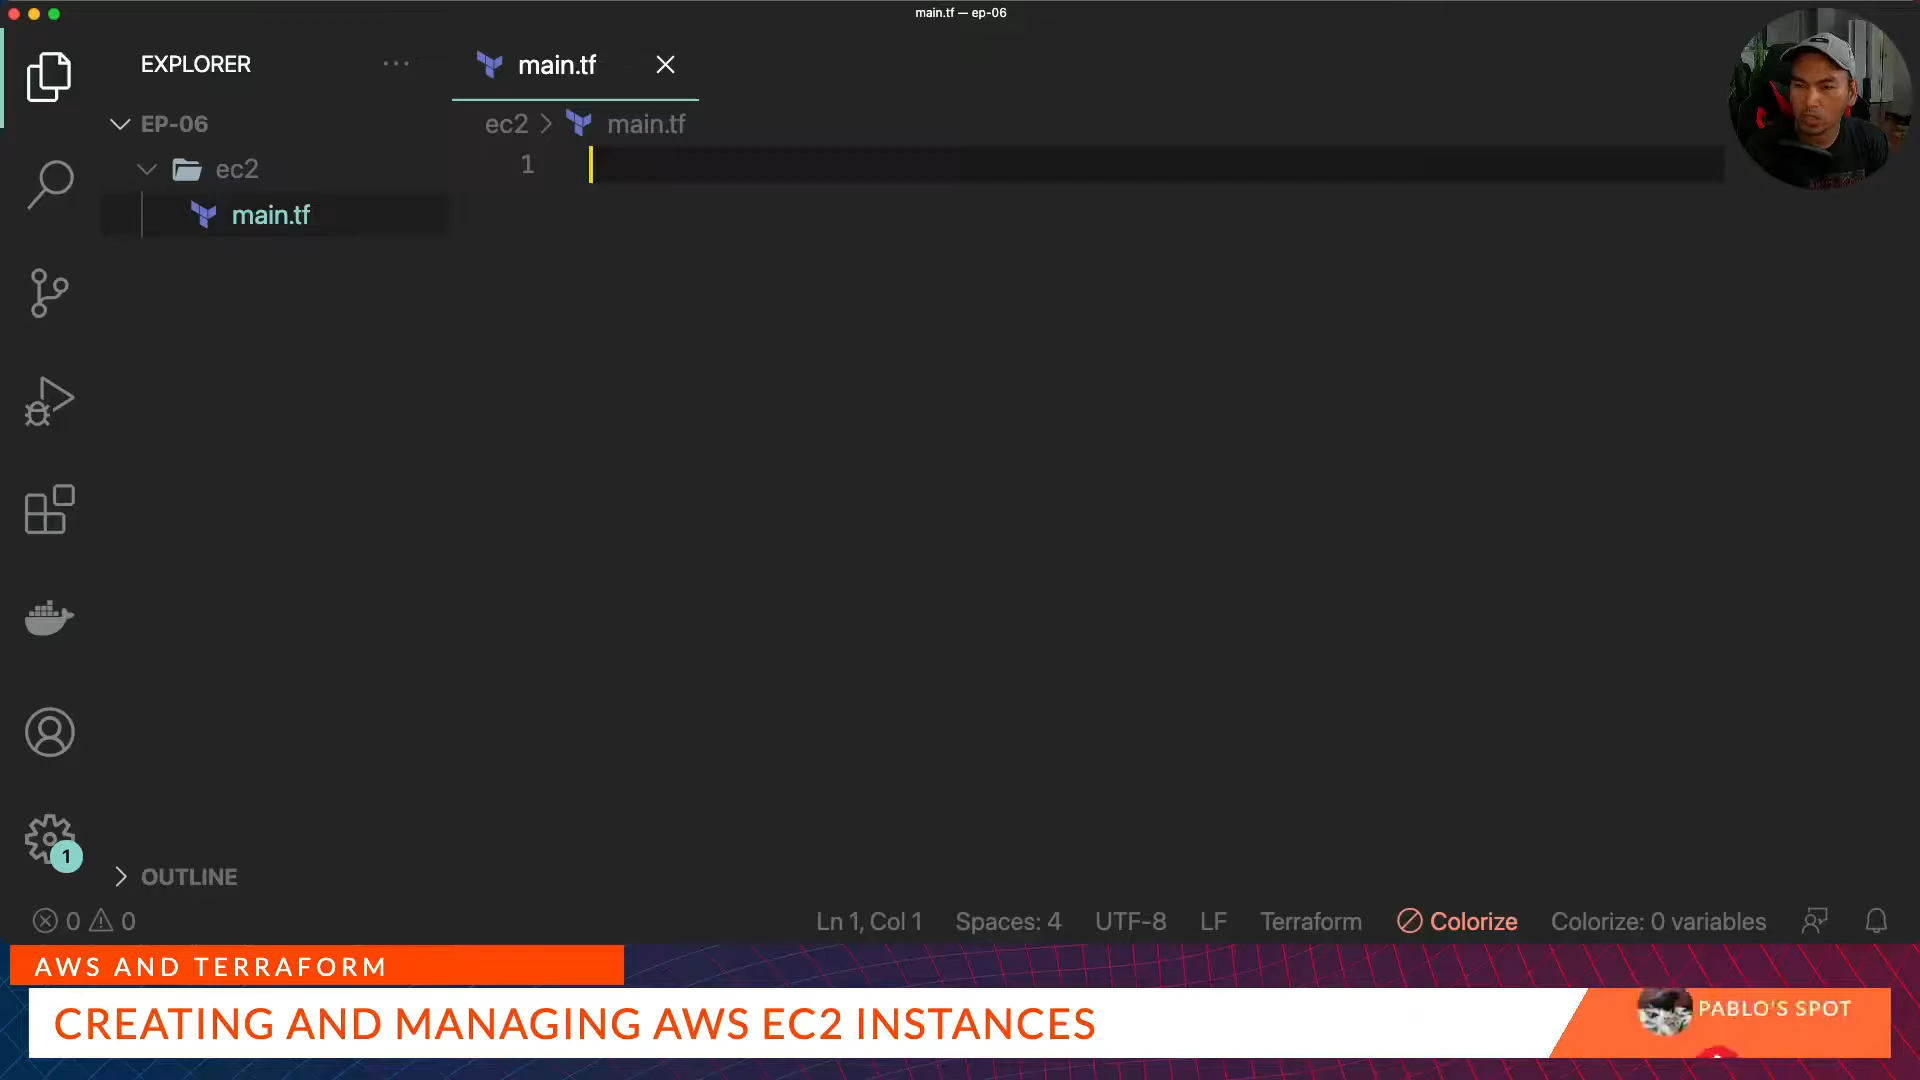 main.tf — ep-06
EXPLORER
main.tf
EP-06
ec2 > main.tf
ec2
1
main.tf
1
OUTLINE
0 0
Ln 1, Col 1 Spaces: 4 UTF-8 LF Terraform Colorize Colorize: 0 variables
AWS AND TERRAFORM
CREATING AND MANAGING AWS EC2 INSTANCES
PABLO'S SPOT